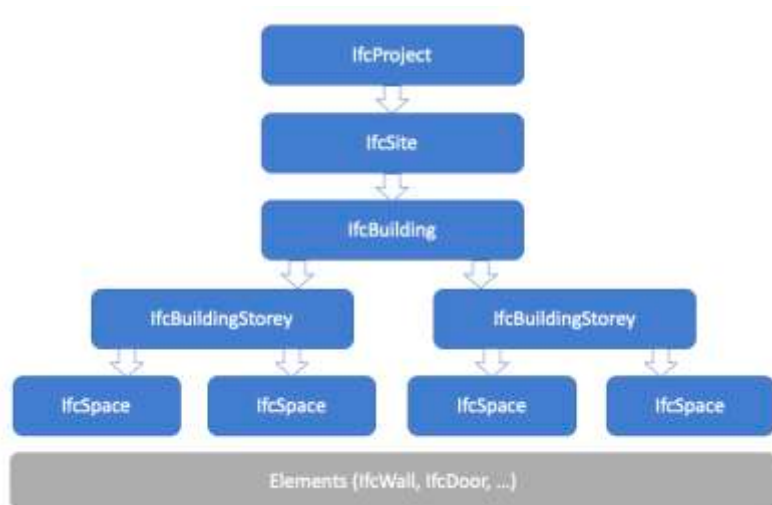 IfcProject
IfcSite
IfcBuilding
IfcBuildingStorey
IfcBuildingStorey
IfcSpace
IfcSpace
IfcSpace
IfcSpace
Elements (IfcWall, IfcDoor, ...)